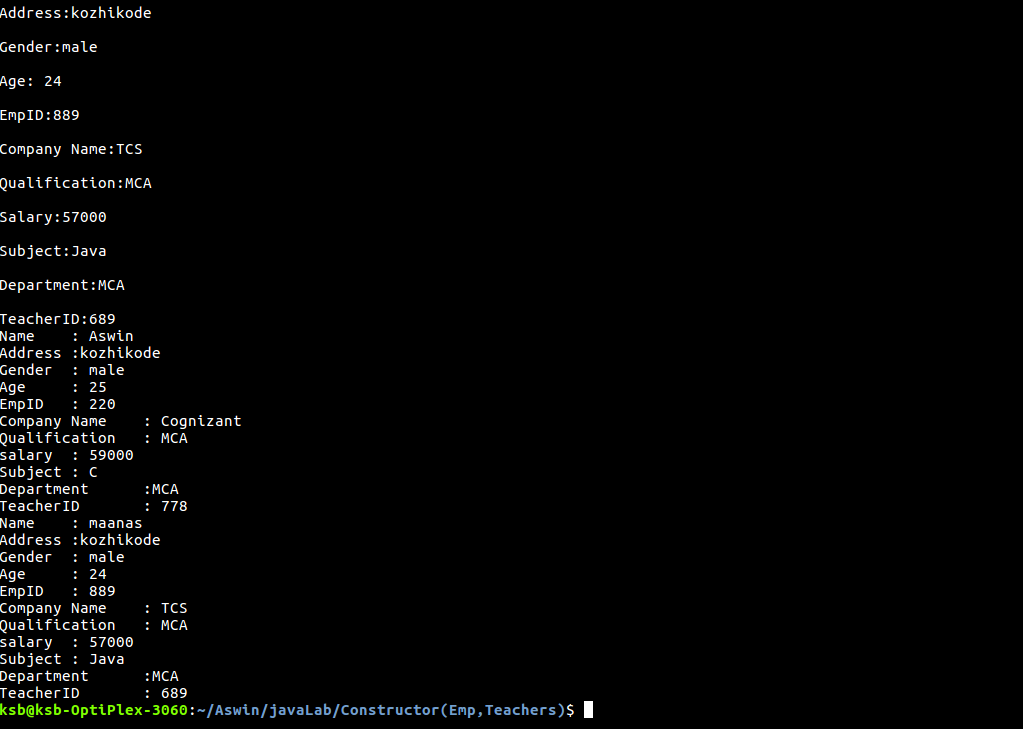 Address:kozhikode
Gender:male
Age: 24
EmpID:889
Company Name:TCS
Qualification:MCA
Salary:57000
Subject:Java
Department:MCA
TeacherID:689
Name    : Aswin
Address :kozhikode
Gender  : male
Age     : 25
EmpID   : 220
Company Name    : Cognizant
Qualification   : MCA
salary  : 59000
Subject : C
Department      :MCA
TeacherID       : 778
Name    : maanas
Address :kozhikode
Gender  : male
Age     : 24
EmpID   : 889
Company Name    : TCS
Qualification   : MCA
salary  : 57000
Subject : Java
Department      :MCA
TeacherID       : 689
ksb@ksb-OptiPlex-3060:~/Aswin/javaLab/Constructor(Emp,Teachers)$